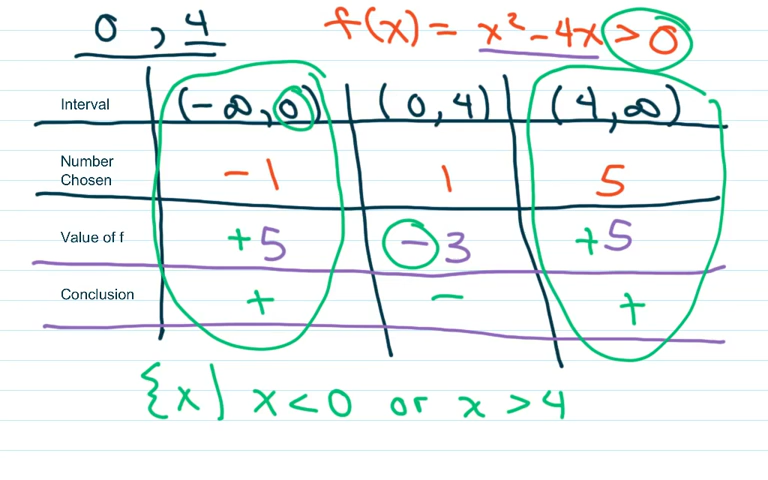 0 , 4
f(x) = x² - 4x > 0
Interval (-∞, 0) (0, 4) (4, ∞)
Number Chosen -1 1 5
Value of f +5 -3 +5
Conclusion + - +
{x | x < 0 or x > 4